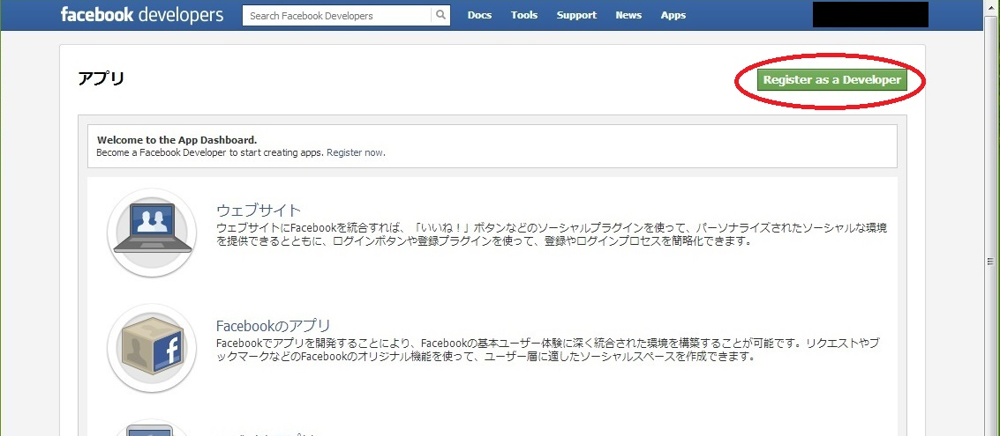 facebook developers
Search Facebook Developers
Docs Tools Support News Apps
アプリ
Register as a Developer
Welcome to the App Dashboard.
Become a Facebook Developer to start creating apps. Register now.
ウェブサイト
ウェブサイトにFacebookを統合すれば、「いいね！」ボタンなどのソーシャルプラグインを使って、パーソナライズされたソーシャルな環境
を提供できるとともに、ログインボタンや登録プラグインを使って、登録やログインプロセスを簡略化できます。
Facebookのアプリ
Facebookでアプリを開発することにより、Facebookの基本ユーザー体験に深く統合された環境を構築することが可能です。リクエストやブ
ックマークなどのFacebookのオリジナル機能を使って、ユーザー層に適したソーシャルスペースを作成できます。